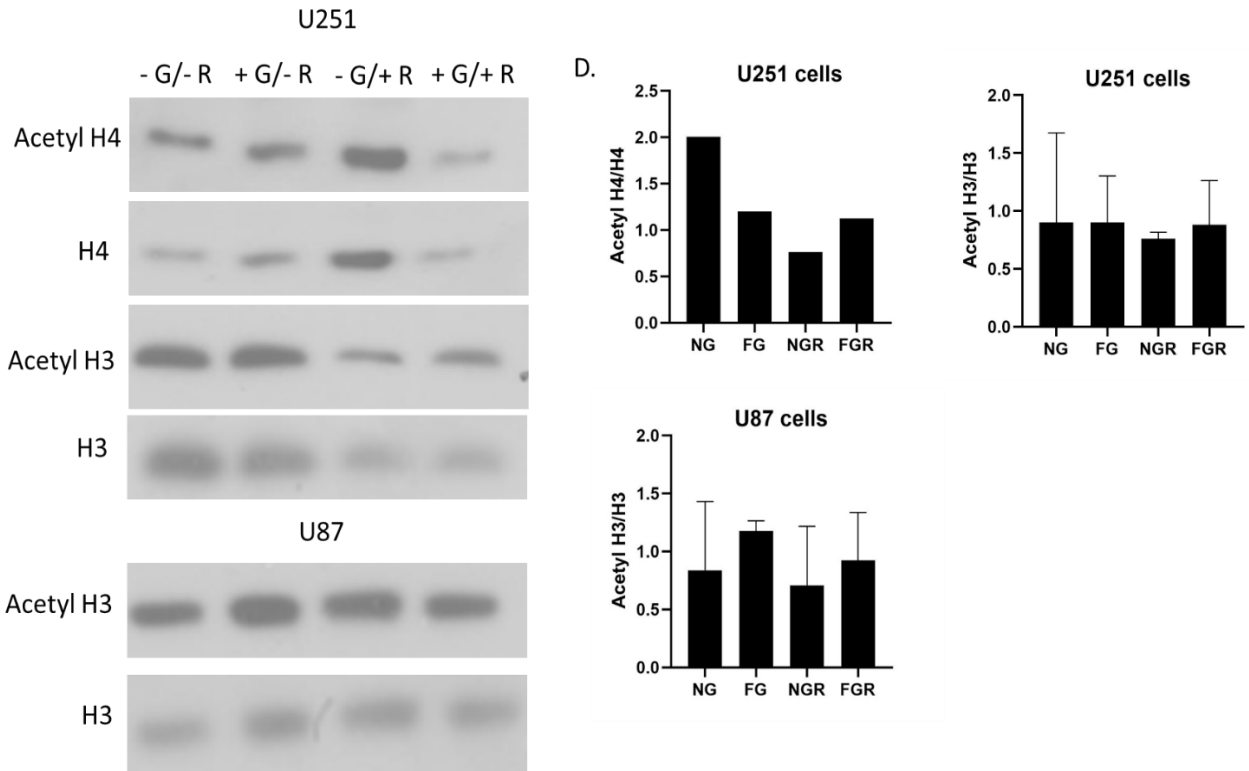 U251
- G/- R + G/- R - G/+ R + G/+ R
Acetyl H4
H4
Acetyl H3
H3
U87
Acetyl H3
H3
D.
U251 cells
Acetyl H4/H4
2.5
2.0
1.5
1.0
0.5
0.0
NG FG NGR FGR
U251 cells
Acetyl H3/H3
2.0
1.5
1.0
0.5
0.0
NG FG NGR FGR
U87 cells
Acetyl H3/H3
2.0
1.5
1.0
0.5
0.0
NG FG NGR FGR